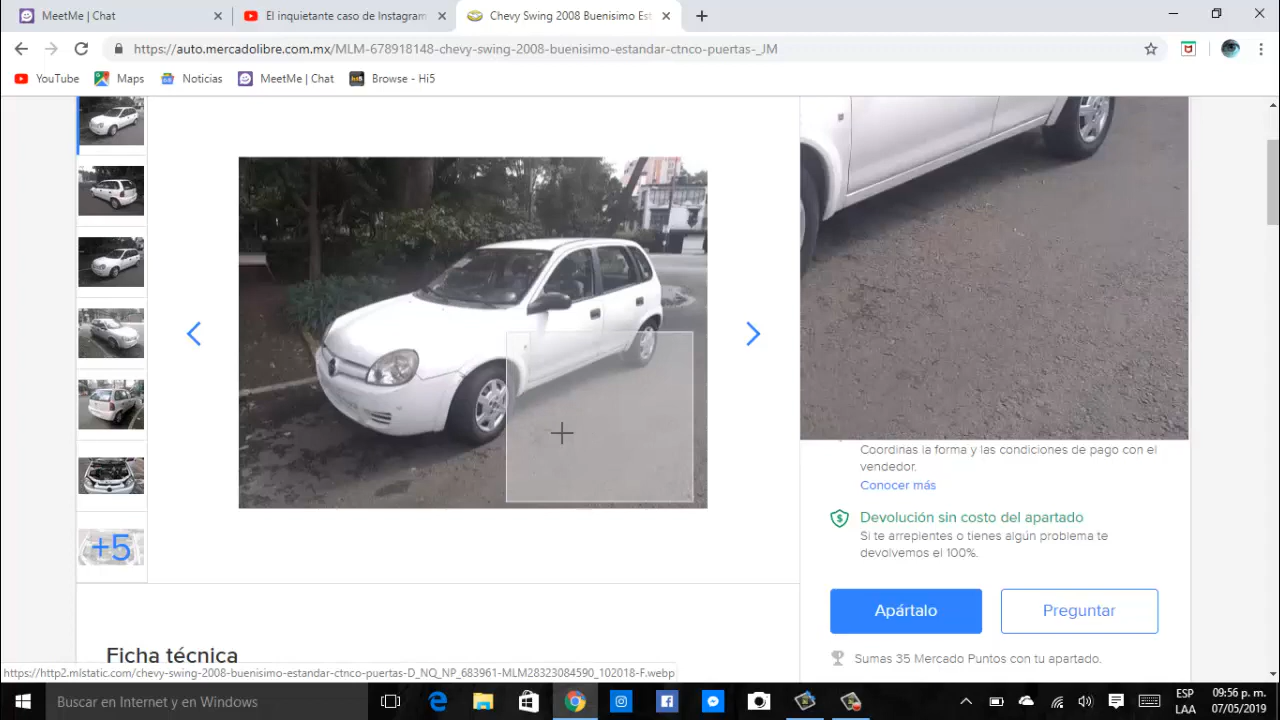 MeetMe | Chat
El inquietante caso de Instagram
Chevy Swing 2008 Buenisimo Est
https://auto.mercadolibre.com.mx/MLM-678918148-chevy-swing-2008-buenisimo-estandar-ctnco-puertas-_JM
YouTube
Maps
Noticias
MeetMe | Chat
hi5
Browse - Hi5
+5
Coordinas la forma y las condiciones de pago con el
vendedor.
Conocer más
Devolución sin costo del apartado
Si te arrepientes o tienes algún problema te
devolvemos el 100%.
Apártalo
Preguntar
Sumas 35 Mercado Puntos con tu apartado.
Ficha técnica
https://http2.mlstatic.com/chevy-swing-2008-buenisimo-estandar-ctnco-puertas-D_NQ_NP_683961-MLM28323084590_102018-F.webp
Buscar en Internet y en Windows
ESP
LAA
09:56 p. m.
07/05/2019